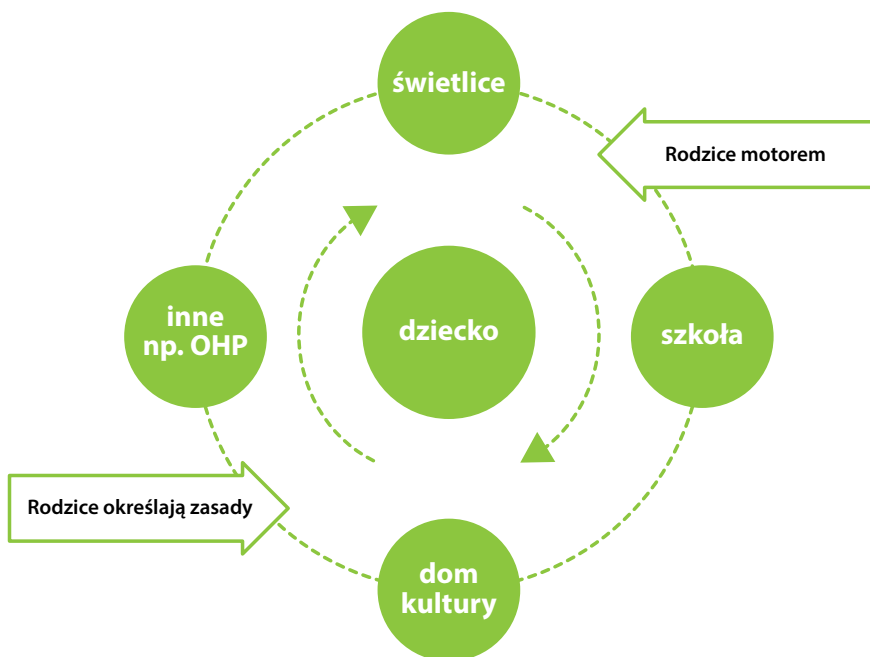 świetlice
Rodzice motorem
inne
np. OHP
dziecko
szkoła
Rodzice określają zasady
dom
kultury